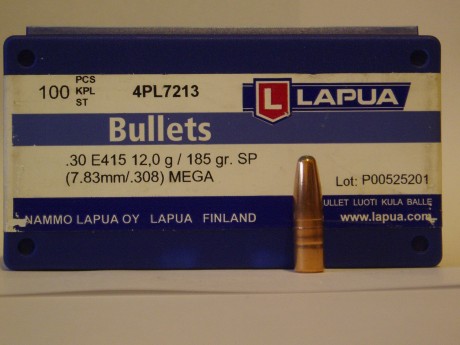 100 PCS KPL ST 4PL7213 L LAPUA
Bullets
.30 E415 12,0 g / 185 gr. SP
(7.83mm/.308) MEGA
Lot: P00525201
LUOTI KULA BALLE
NAMMO LAPUA OY LAPUA FINLAND www.lapua.com